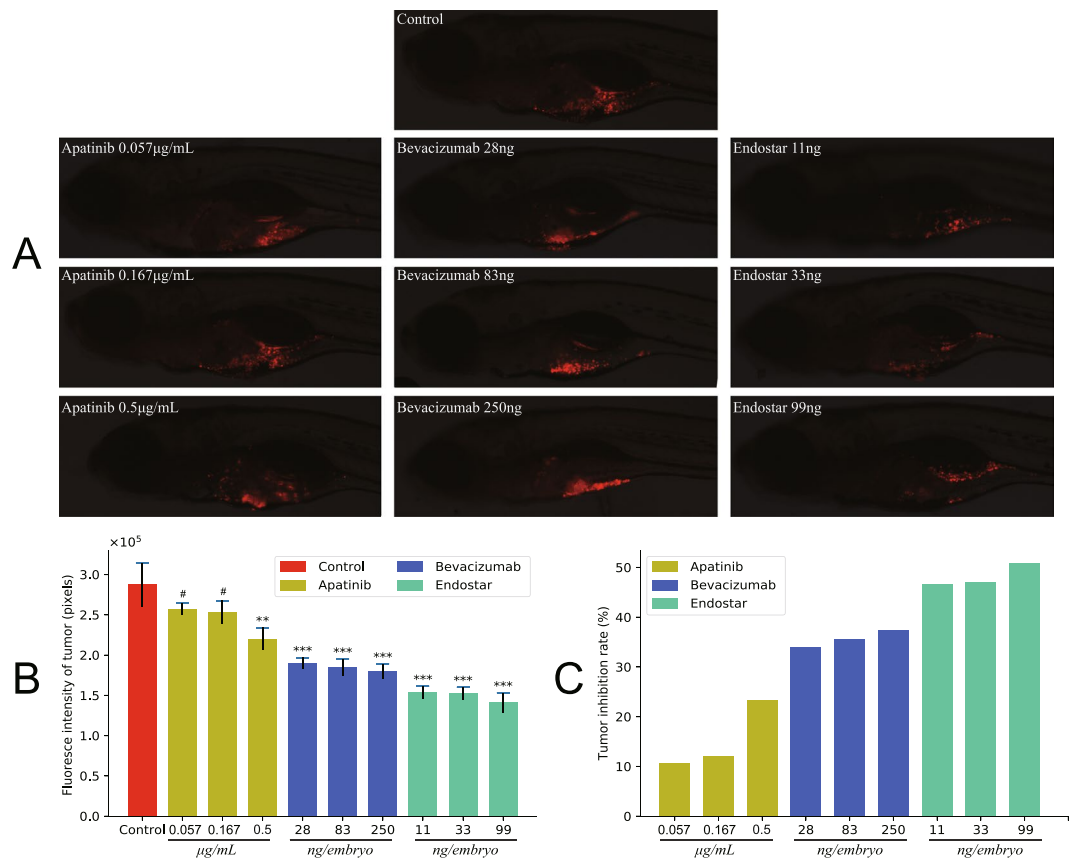 Control
Apatinib 0.057µg/mL
Bevacizumab 28ng
Endostar 11ng
A
Apatinib 0.167µg/mL
Bevacizumab 83ng
Endostar 33ng
Apatinib 0.5µg/mL
Bevacizumab 250ng
Endostar 99ng
B
×10⁵
Fluoresce intensity of tumor (pixels)
3.0
2.5
2.0
1.5
1.0
0.5
0.0
Control
Apatinib
Bevacizumab
Endostar
# # ** *** *** *** *** *** ***
Control 0.057 0.167 0.5 28 83 250 11 33 99
µg/mL ng/embryo ng/embryo
C
Tumor inhibition rate (%)
50
40
30
20
10
0
Apatinib
Bevacizumab
Endostar
0.057 0.167 0.5 28 83 250 11 33 99
µg/mL ng/embryo ng/embryo